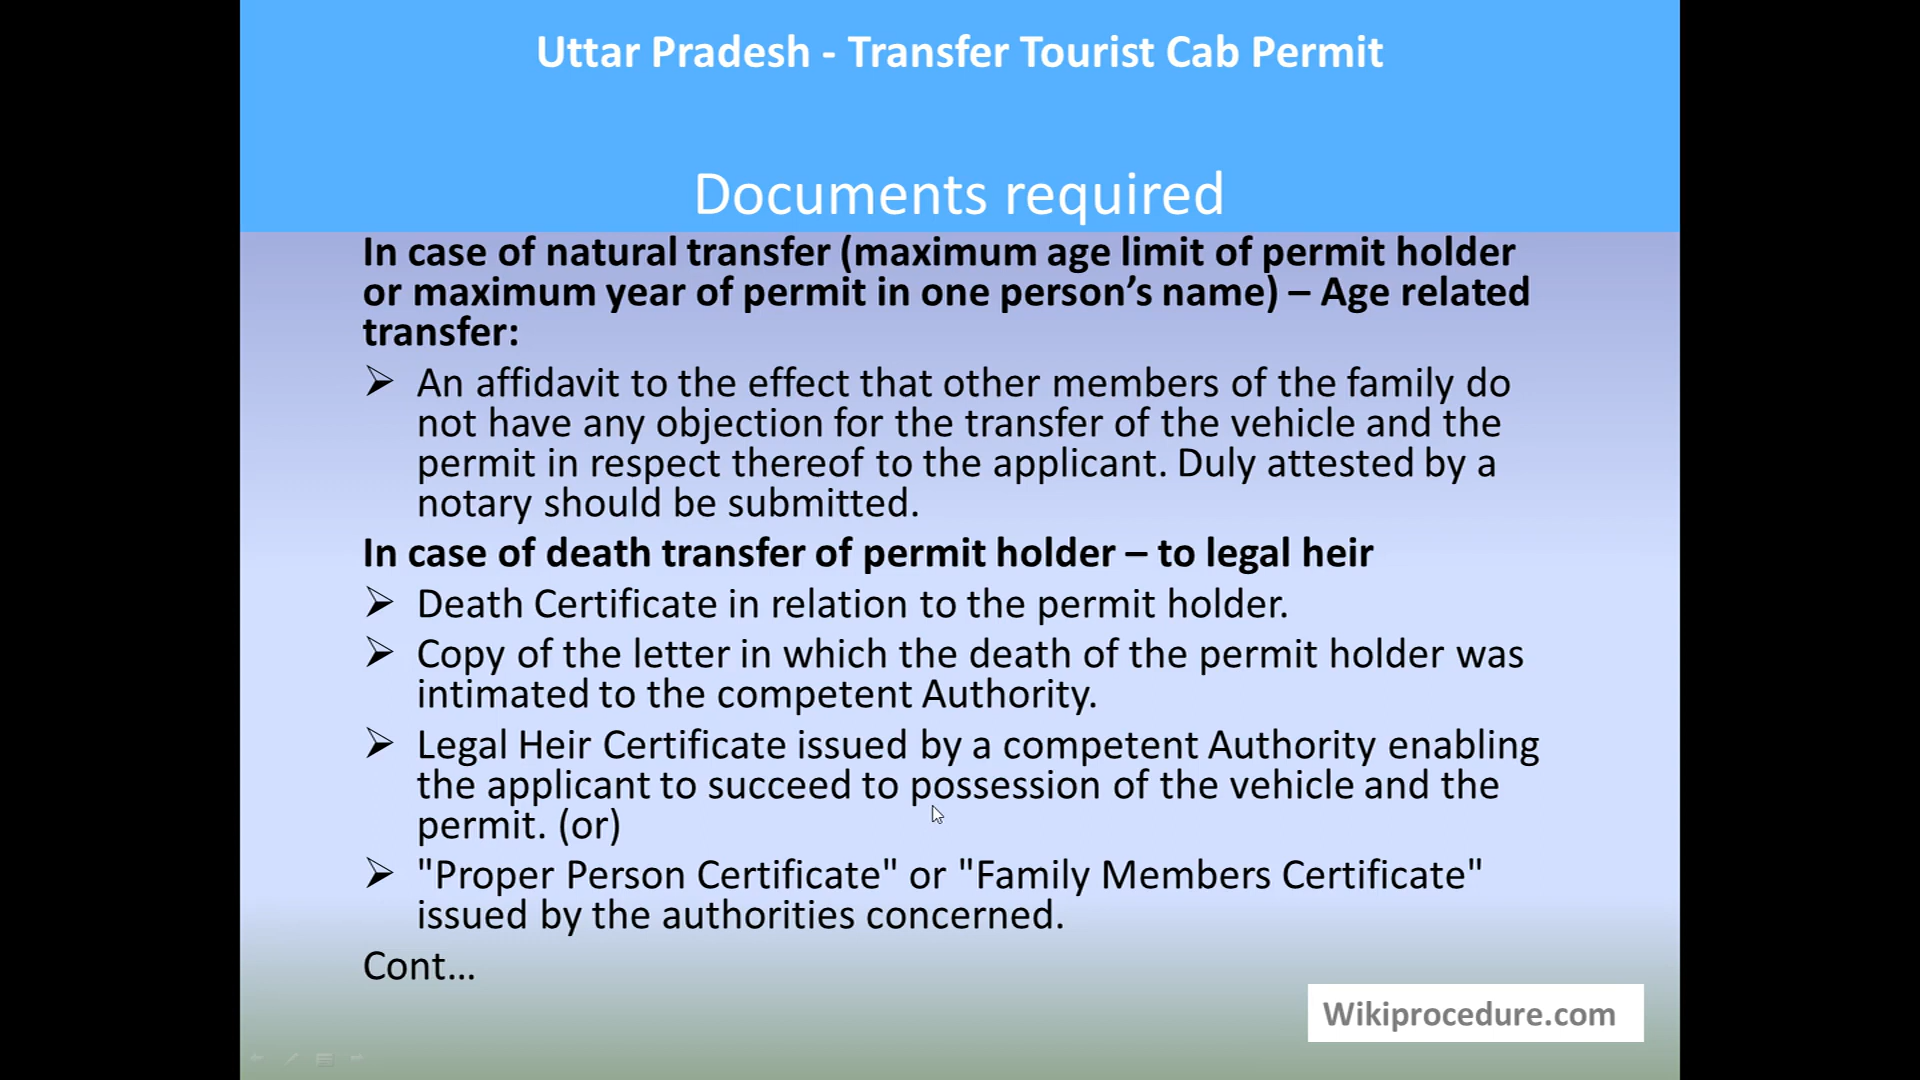 Uttar Pradesh - Transfer Tourist Cab Permit
Documents required
In case of natural transfer (maximum age limit of permit holder
or maximum year of permit in one person’s name) – Age related
transfer:
➢ An affidavit to the effect that other members of the family do
not have any objection for the transfer of the vehicle and the
permit in respect thereof to the applicant. Duly attested by a
notary should be submitted.
In case of death transfer of permit holder – to legal heir
➢ Death Certificate in relation to the permit holder.
➢ Copy of the letter in which the death of the permit holder was
intimated to the competent Authority.
➢ Legal Heir Certificate issued by a competent Authority enabling
the applicant to succeed to possession of the vehicle and the
permit. (or)
➢ "Proper Person Certificate" or "Family Members Certificate"
issued by the authorities concerned.
Cont…
Wikiprocedure.com